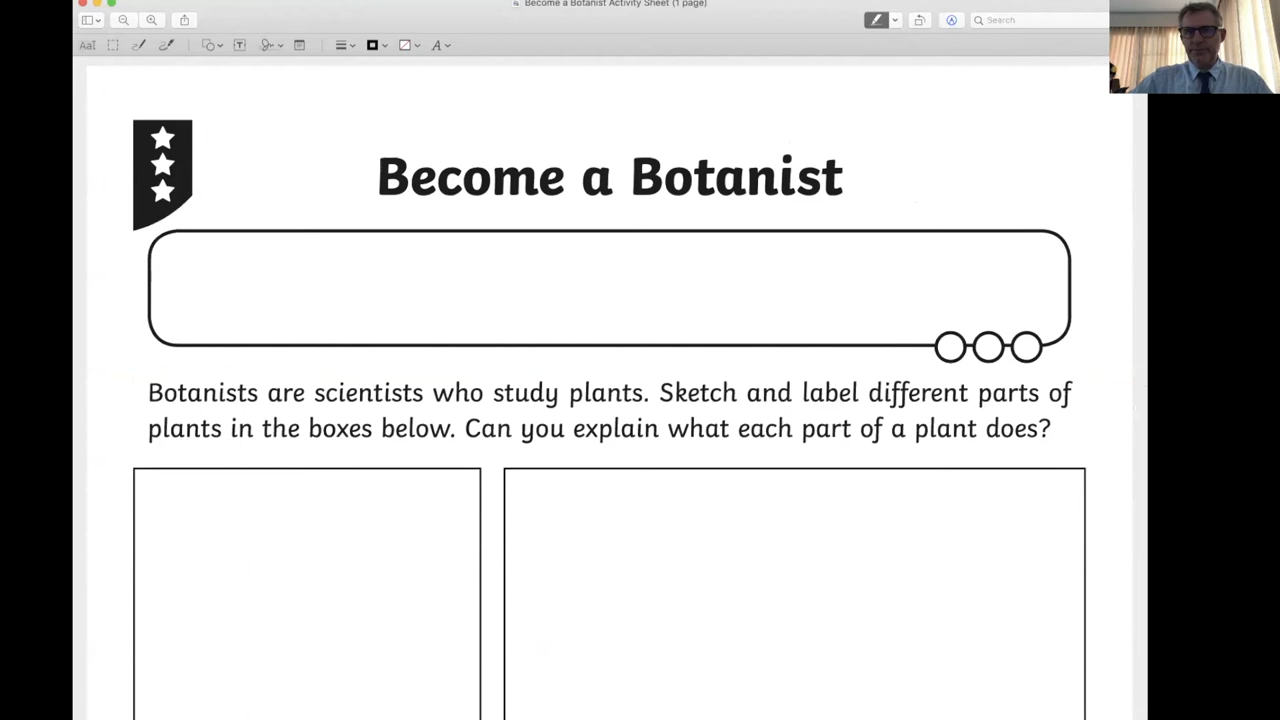 Become a Botanist Activity Sheet (1 page)
Search
AaI
T
A
Become a Botanist
Botanists are scientists who study plants. Sketch and label different parts of
plants in the boxes below. Can you explain what each part of a plant does?